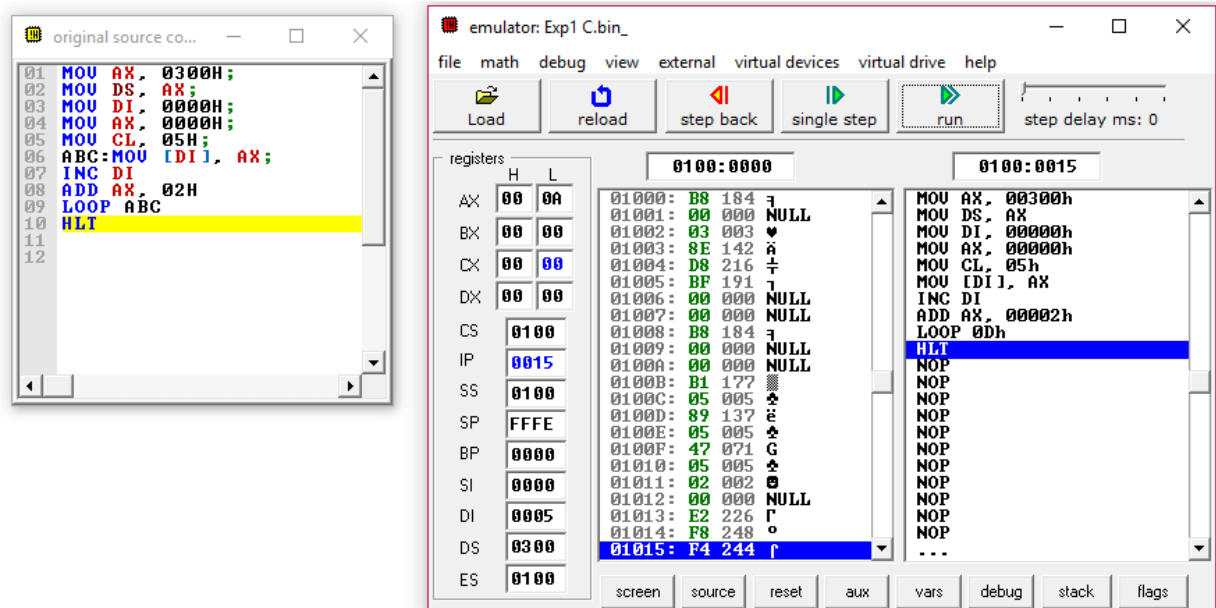 original source co...
01 MOV AX, 0300H;
02 MOV DS, AX;
03 MOV DI, 0000H;
04 MOV AX, 0000H;
05 MOV CL, 05H;
06 ABC:MOV [DI], AX;
07 INC DI
08 ADD AX, 02H
09 LOOP ABC
10 HLT
11
12
emulator: Exp1 C.bin_
file math debug view external virtual devices virtual drive help
Load reload step back single step run step delay ms: 0
registers
H L
AX 00 0A
BX 00 00
CX 00 00
DX 00 00
CS 0100
IP 0015
SS 0100
SP FFFE
BP 0000
SI 0000
DI 0005
DS 0300
ES 0100
0100:0000
01000: B8 184 ╕
01001: 00 000 NULL
01002: 03 003 ♥
01003: 8E 142 Ä
01004: D8 216 ╪
01005: BF 191 ┐
01006: 00 000 NULL
01007: 00 000 NULL
01008: B8 184 ╕
01009: 00 000 NULL
0100A: 00 000 NULL
0100B: B1 177 ▒
0100C: 05 005 ♣
0100D: 89 137 ë
0100E: 05 005 ♣
0100F: 47 071 G
01010: 05 005 ♣
01011: 02 002 ☻
01012: 00 000 NULL
01013: E2 226 Γ
01014: F8 248 °
01015: F4 244 ⌠
0100:0015
MOV AX, 00300h
MOV DS, AX
MOV DI, 00000h
MOV AX, 00000h
MOV CL, 05h
MOV [DI], AX
INC DI
ADD AX, 00002h
LOOP 0Dh
HLT
NOP
NOP
NOP
NOP
NOP
NOP
NOP
NOP
NOP
NOP
NOP
...
screen source reset aux vars debug stack flags